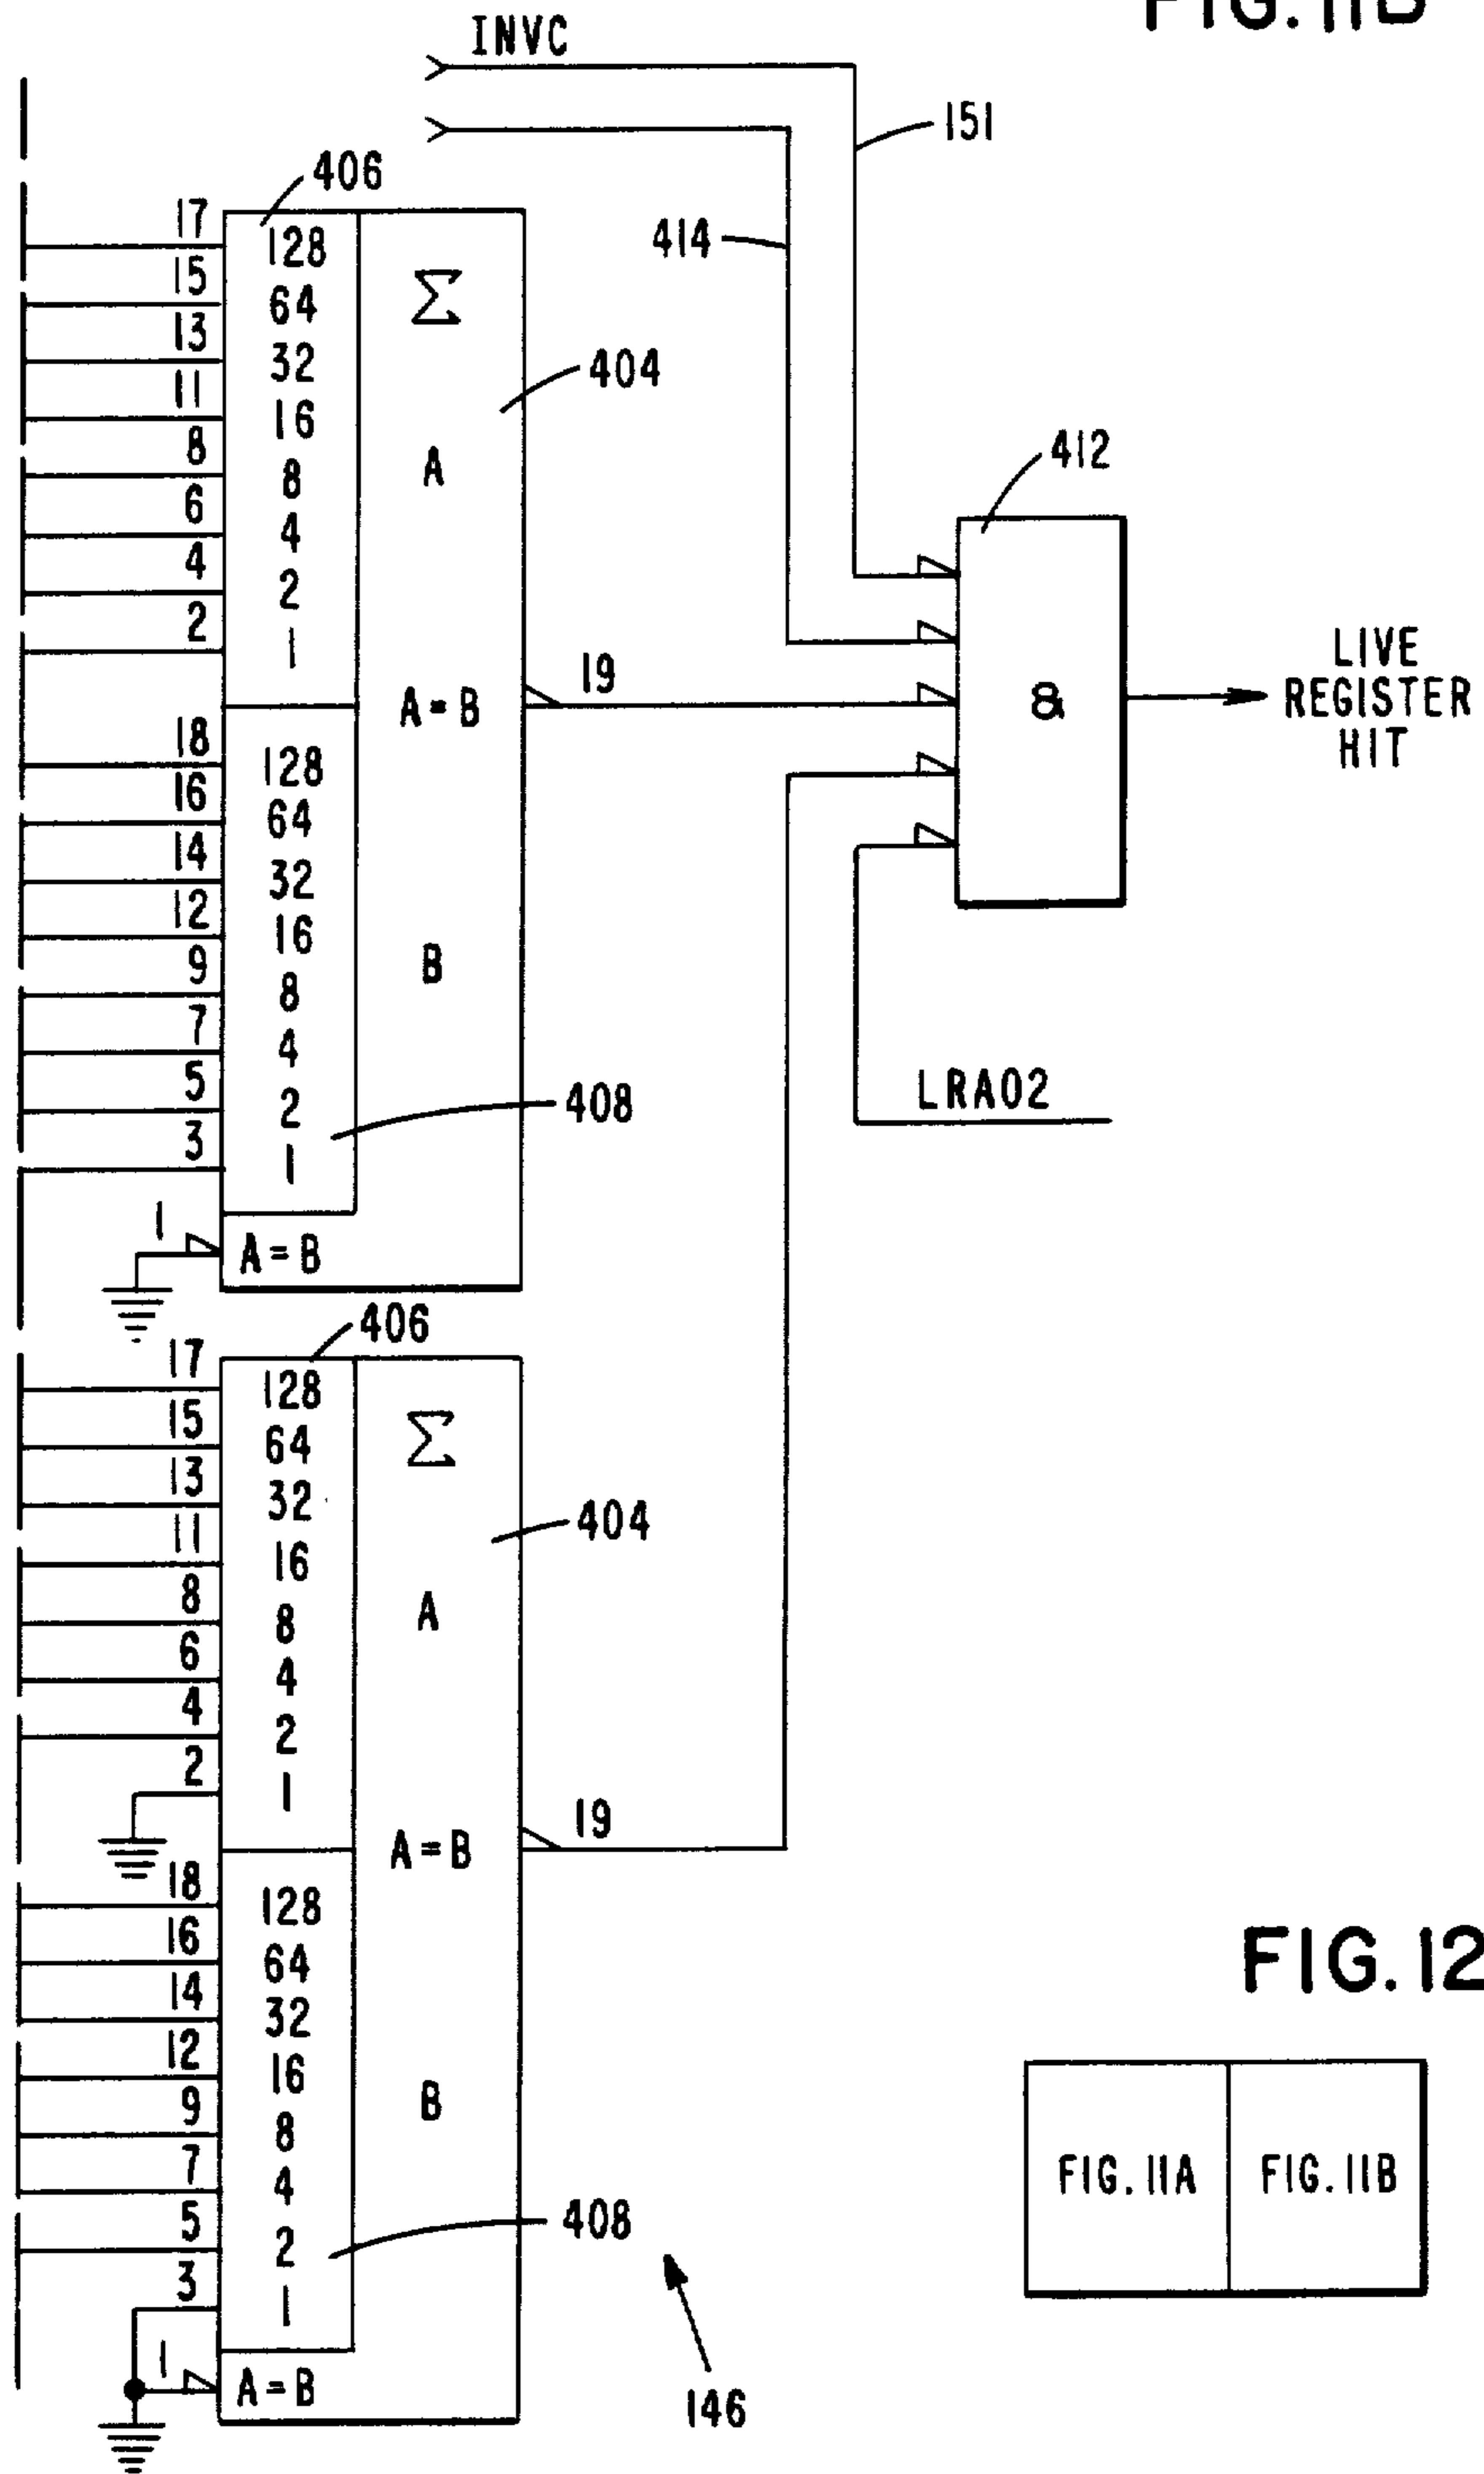 FIG. 11B
INVC
151
406
414
17 128
15 64
Σ
13 32
404
11 16
8 8
A
6 4
412
4 2
2 1
19
A = B
&
LIVE
REGISTER
HIT
18 128
16 64
14 32
12 16
9 8
B
7 4
5 2
408
LRA02
3 1
1 A = B
406
17 128
15 64
Σ
13 32
404
11 16
8 8
A
6 4
4 2
2 1
19
A = B
18 128
16 64
14 32
12 16
9 8
B
7 4
5 2
408
3 1
1 A = B
146
FIG. 12
FIG. 11A FIG. 11B